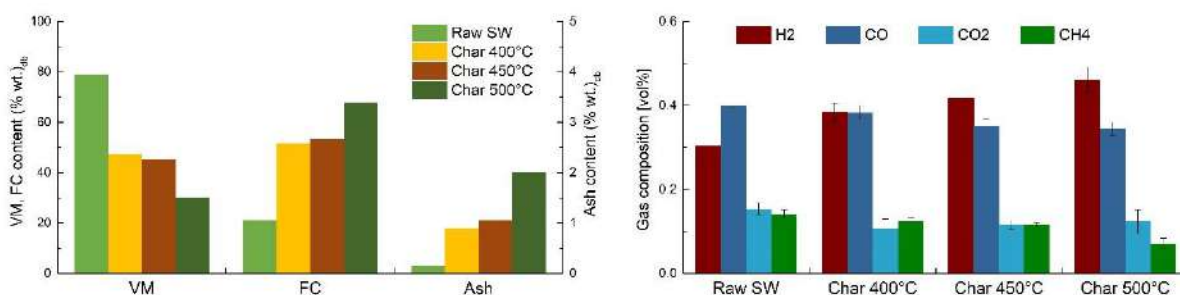 100
80
60
40
20
0
VM, FC content (% wt.)db
Raw SW
Char 400°C
Char 450°C
Char 500°C
5
4
3
2
1
0
Ash content (% wt.)db
VM
FC
Ash
0.6
0.4
0.2
0.0
Gas composition [vol%]
H2
CO
CO2
CH4
Raw SW
Char 400°C
Char 450°C
Char 500°C